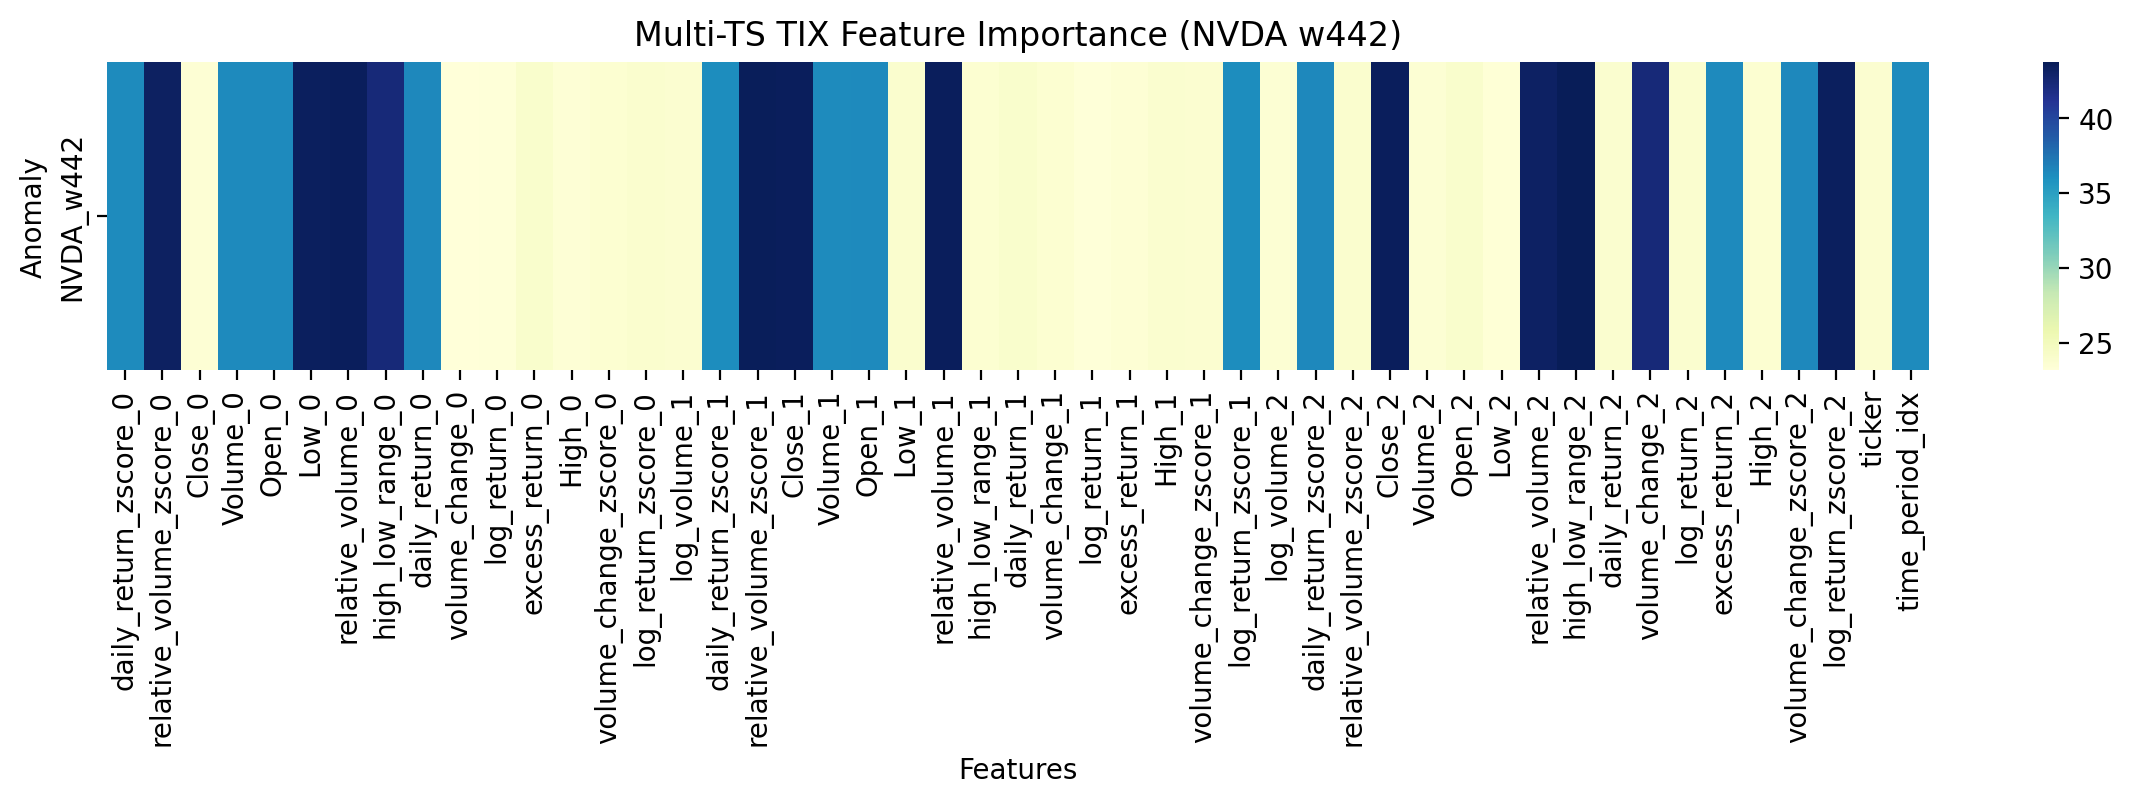 Multi-TS TIX Feature Importance (NVDA w442)
Anomaly
NVDA_w442
40
35
30
25
daily_return_zscore_0
relative_volume_zscore_0
Close_0
Volume_0
Open_0
Low_0
relative_volume_0
high_low_range_0
daily_return_0
volume_change_0
log_return_0
excess_return_0
High_0
volume_change_zscore_0
log_return_zscore_0
log_volume_1
daily_return_zscore_1
relative_volume_zscore_1
Close_1
Volume_1
Open_1
Low_1
relative_volume_1
high_low_range_1
daily_return_1
volume_change_1
log_return_1
excess_return_1
High_1
volume_change_zscore_1
log_return_zscore_1
log_volume_2
daily_return_zscore_2
relative_volume_zscore_2
Close_2
Volume_2
Open_2
Low_2
relative_volume_2
high_low_range_2
daily_return_2
volume_change_2
log_return_2
excess_return_2
High_2
volume_change_zscore_2
log_return_zscore_2
ticker
time_period_idx
Features